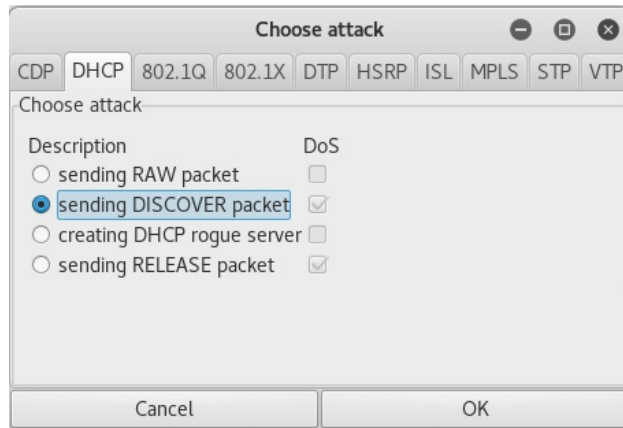 Choose attack
CDP DHCP 802.1Q 802.1X DTP HSRP ISL MPLS STP VTP
Choose attack
Description DoS
sending RAW packet
sending DISCOVER packet
creating DHCP rogue server
sending RELEASE packet
Cancel OK